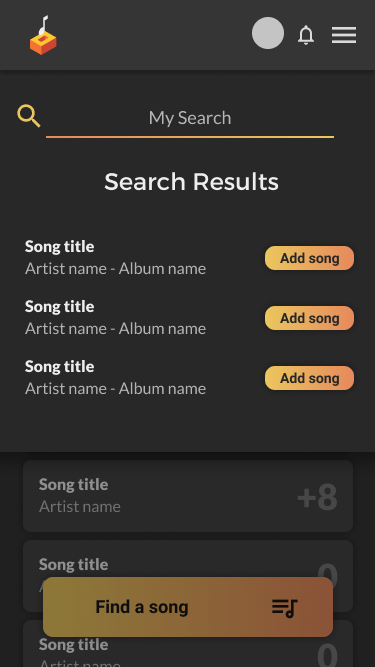 My Search
Search Results
Song title
Artist name - Album name
Add song
Song title
Artist name - Album name
Add song
Song title
Artist name - Album name
Add song
Song title
Artist name
+8
Song title
0
Find a song
Song title
Artist name
0